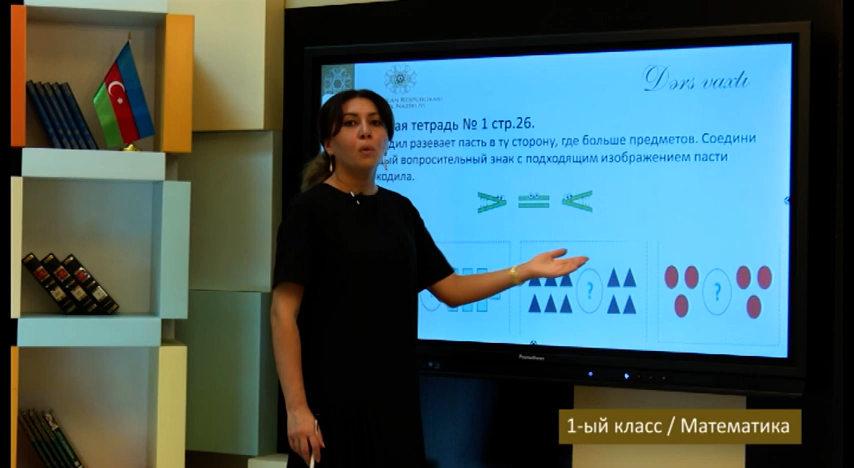 Dərs vaxtı
ая тетрадь № 1 стр.26.
дил разевает пасть в ту сторону, где больше предметов. Соедини
ый вопросительный знак с подходящим изображением пасти
кодила.
? ?
Promethean
1-ый класс / Математика